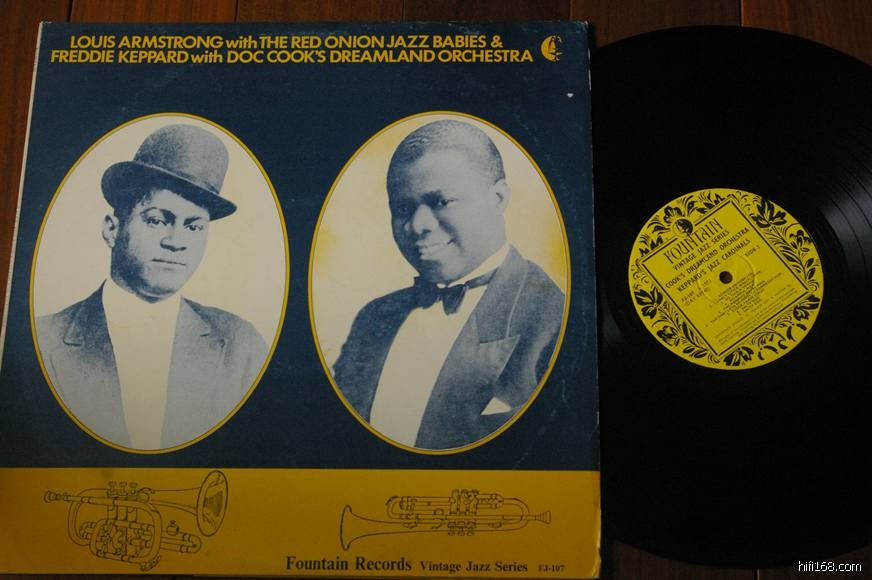 LOUIS ARMSTRONG with THE RED ONION JAZZ BABIES &
FREDDIE KEPPARD with DOC COOK'S DREAMLAND ORCHESTRA
Fountain Records Vintage Jazz Series FJ-107
FOUNTAIN
VINTAGE JAZZ SERIES
COOK'S DREAMLAND ORCHESTRA
KEPPARD'S JAZZ CARDINALS
SIDE
hifi168.com